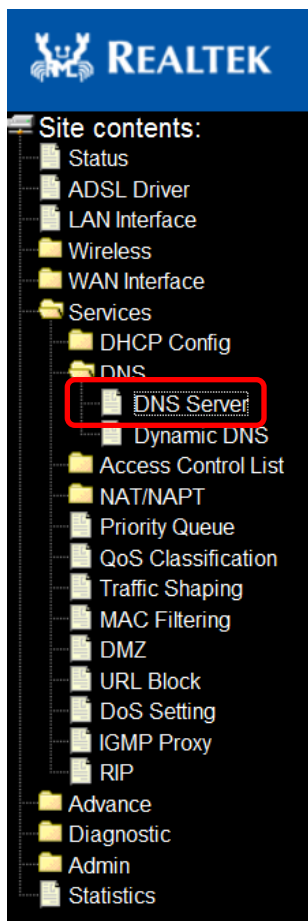 REALTEK
Site contents:
Status
ADSL Driver
LAN Interface
Wireless
WAN Interface
Services
DHCP Config
DNS
DNS Server
Dynamic DNS
Access Control List
NAT/NAPT
Priority Queue
QoS Classification
Traffic Shaping
MAC Filtering
DMZ
URL Block
DoS Setting
IGMP Proxy
RIP
Advance
Diagnostic
Admin
Statistics